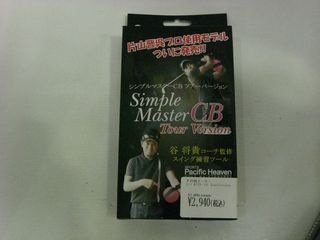 片山晋呉プロ使用モデル
ついに発売!!
シンプルマスターCB ツアーバージョン
Simple
Master CB
Tour Version
谷 将貴コーチ監修
スイング練習ツール
Pacific Heaven
¥2,940(税込)